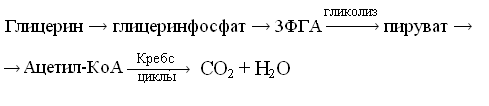 Глицерин → глицеринфосфат → 3ФГА гликолиз → пируват →
→ Ацетил-КоА Кребс циклы → CO₂ + H₂O